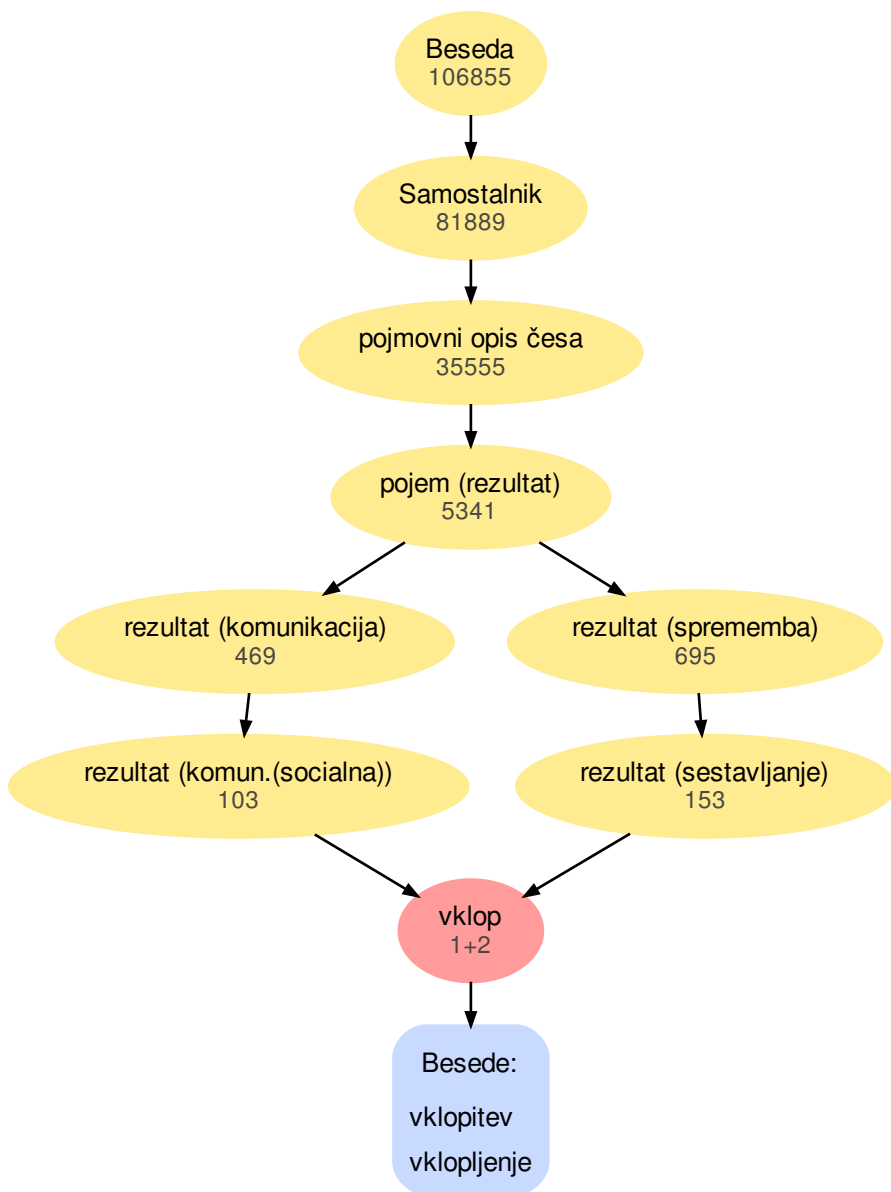 Beseda
106855
Samostalnik
81889
pojmovni opis česa
35555
pojem (rezultat)
5341
rezultat (komunikacija)
469
rezultat (sprememba)
695
rezultat (komun.(socialna))
103
rezultat (sestavljanje)
153
vklop
1+2
Besede:
vklopitev
vklopljenje